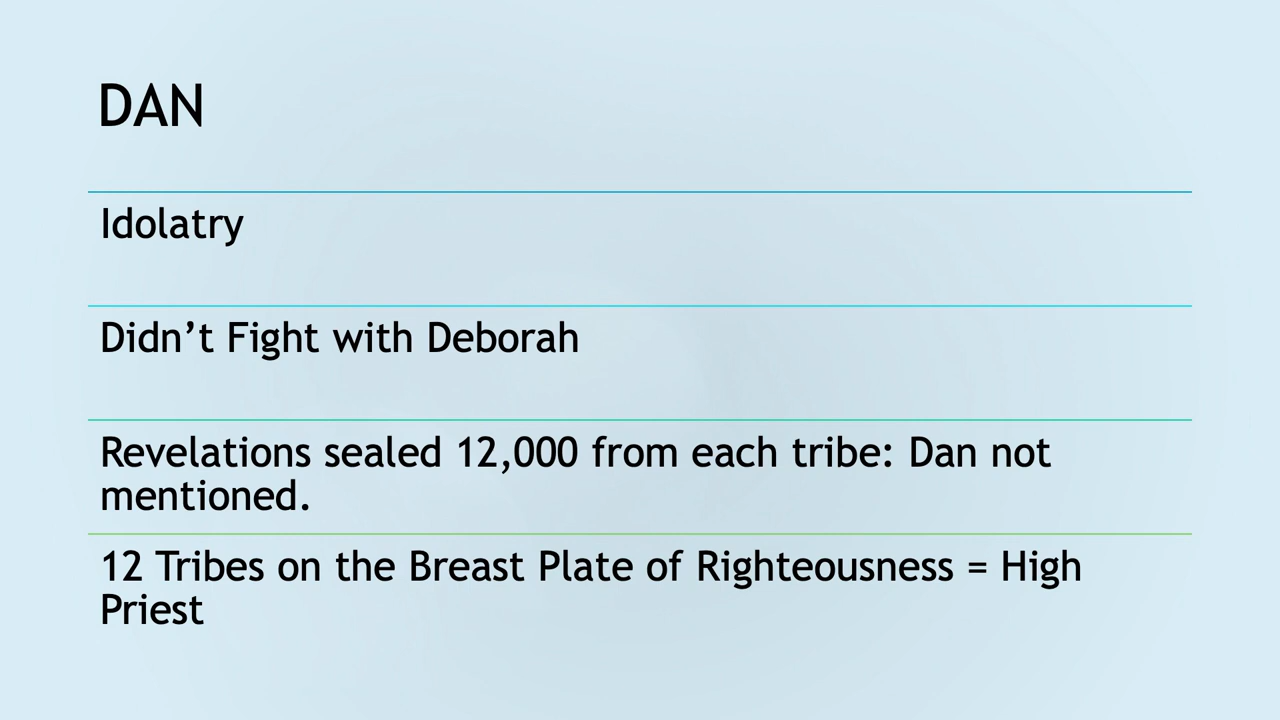 DAN
Idolatry
Didn’t Fight with Deborah
Revelations sealed 12,000 from each tribe: Dan not
mentioned.
12 Tribes on the Breast Plate of Righteousness = High
Priest